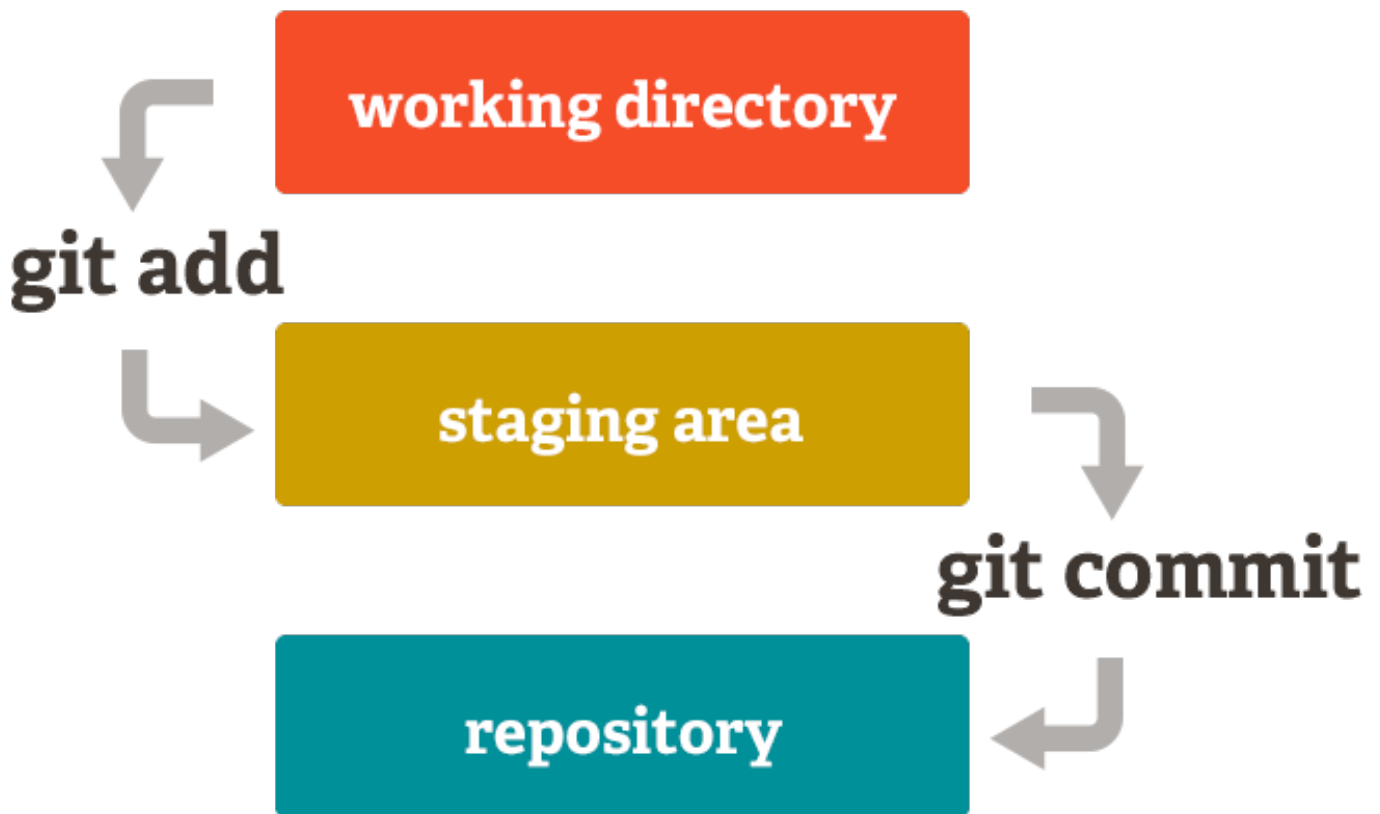 working directory
git add
staging area
git commit
repository